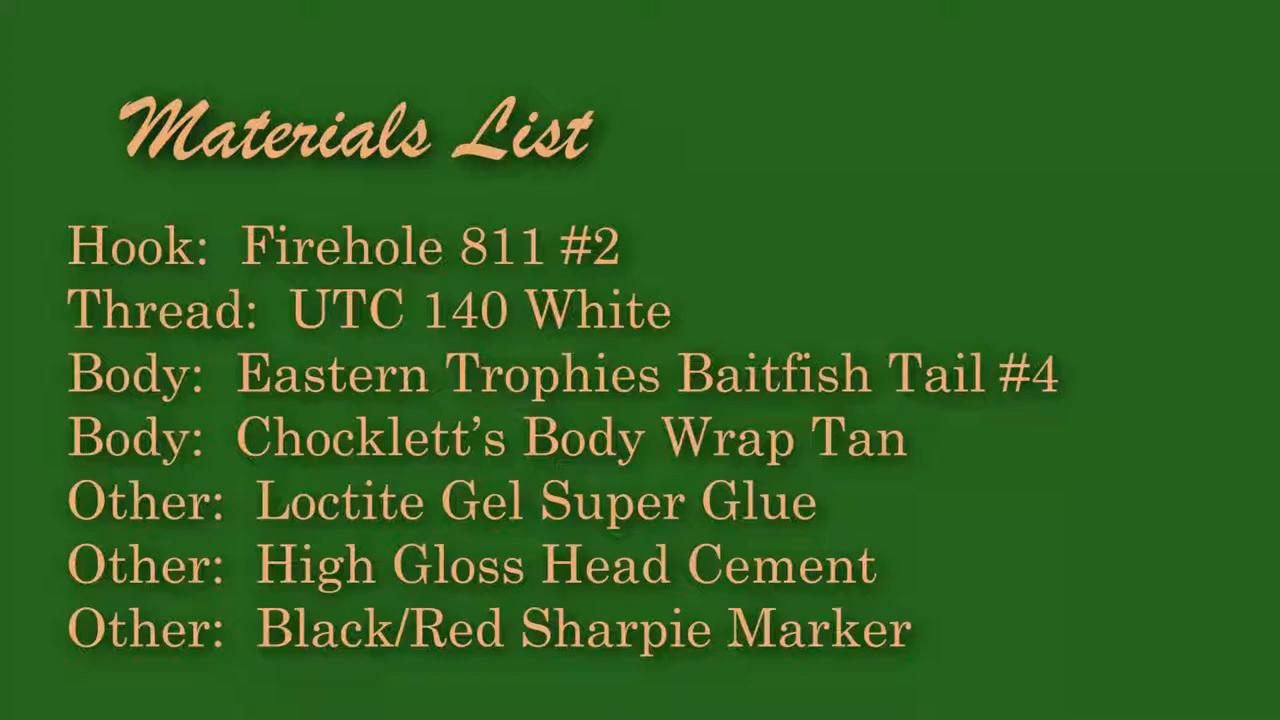 Materials List
Hook: Firehole 811 #2
Thread: UTC 140 White
Body: Eastern Trophies Baitfish Tail #4
Body: Chocklett’s Body Wrap Tan
Other: Loctite Gel Super Glue
Other: High Gloss Head Cement
Other: Black/Red Sharpie Marker